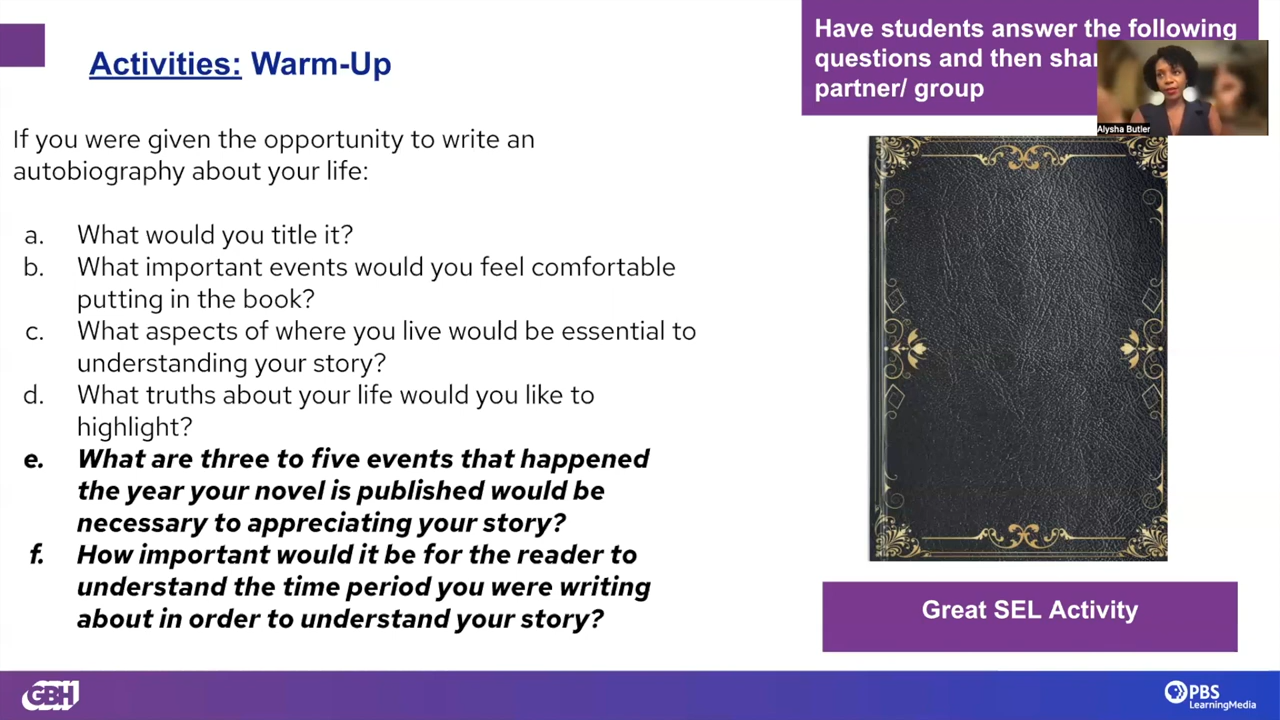 Activities: Warm-Up
Have students answer the following
questions and then shar
partner/ group
Alysha Butler
If you were given the opportunity to write an
autobiography about your life:
a. What would you title it?
b. What important events would you feel comfortable
putting in the book?
c. What aspects of where you live would be essential to
understanding your story?
d. What truths about your life would you like to
highlight?
e. What are three to five events that happened
the year your novel is published would be
necessary to appreciating your story?
f. How important would it be for the reader to
understand the time period you were writing
about in order to understand your story?
Great SEL Activity
GBH
PBS
LearningMedia